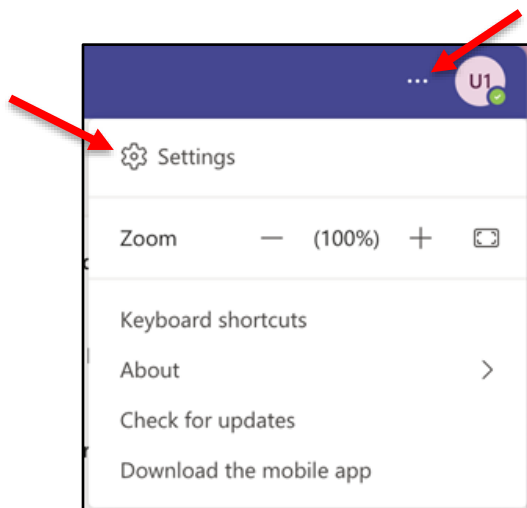 ... U1
Settings
Zoom — (100%) +
Keyboard shortcuts
About
Check for updates
Download the mobile app